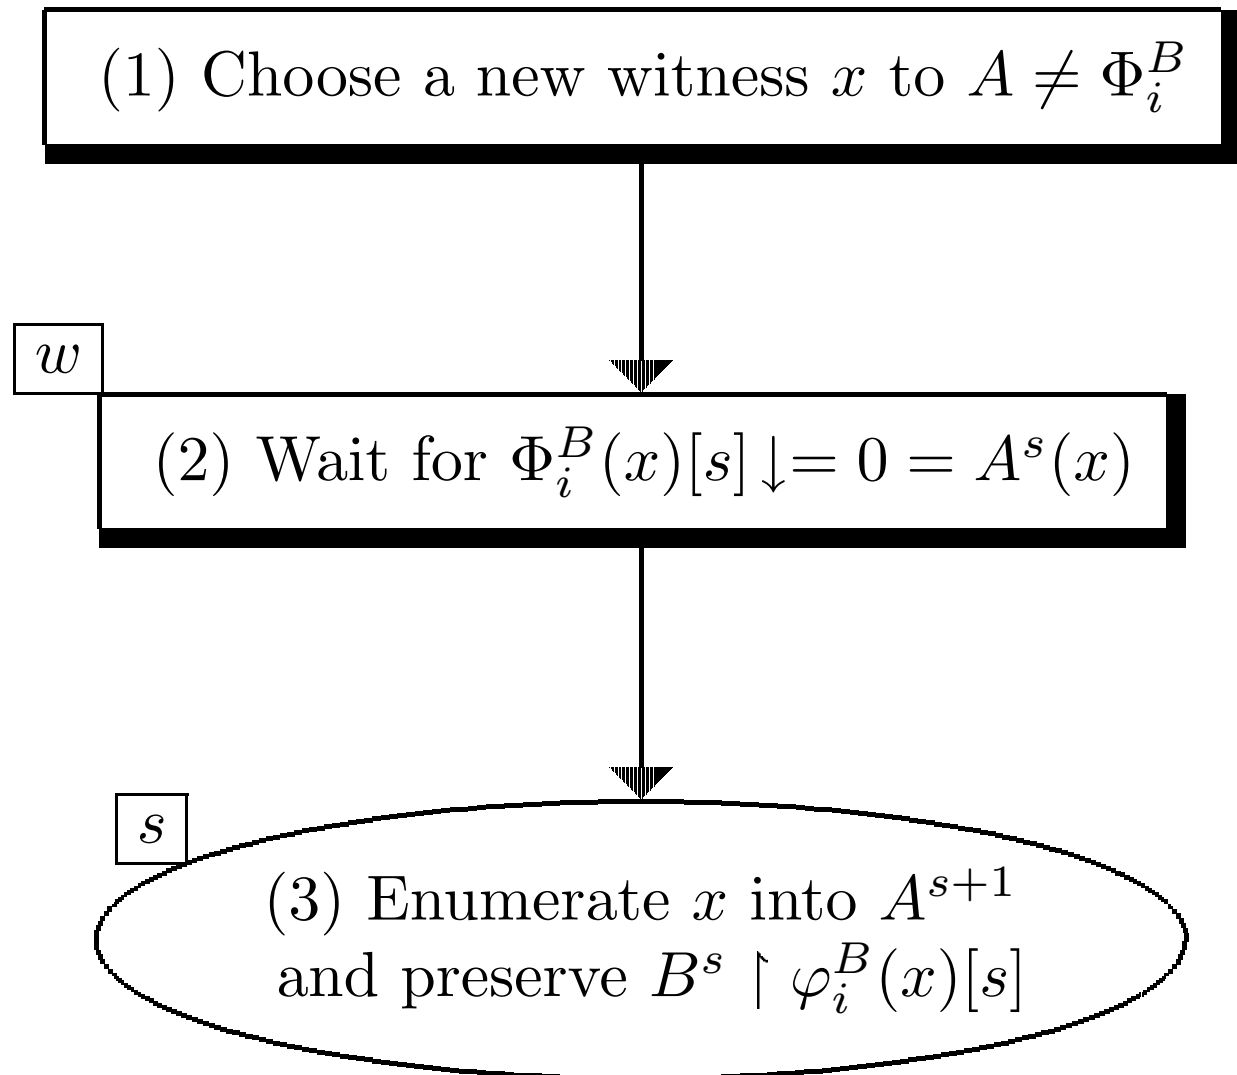 (1) Choose a new witness x to A ≠ Φ_i^B
w
(2) Wait for Φ_i^B(x)[s]↓= 0 = A^s(x)
s
(3) Enumerate x into A^{s+1}
and preserve B^s ↾ φ_i^B(x)[s]